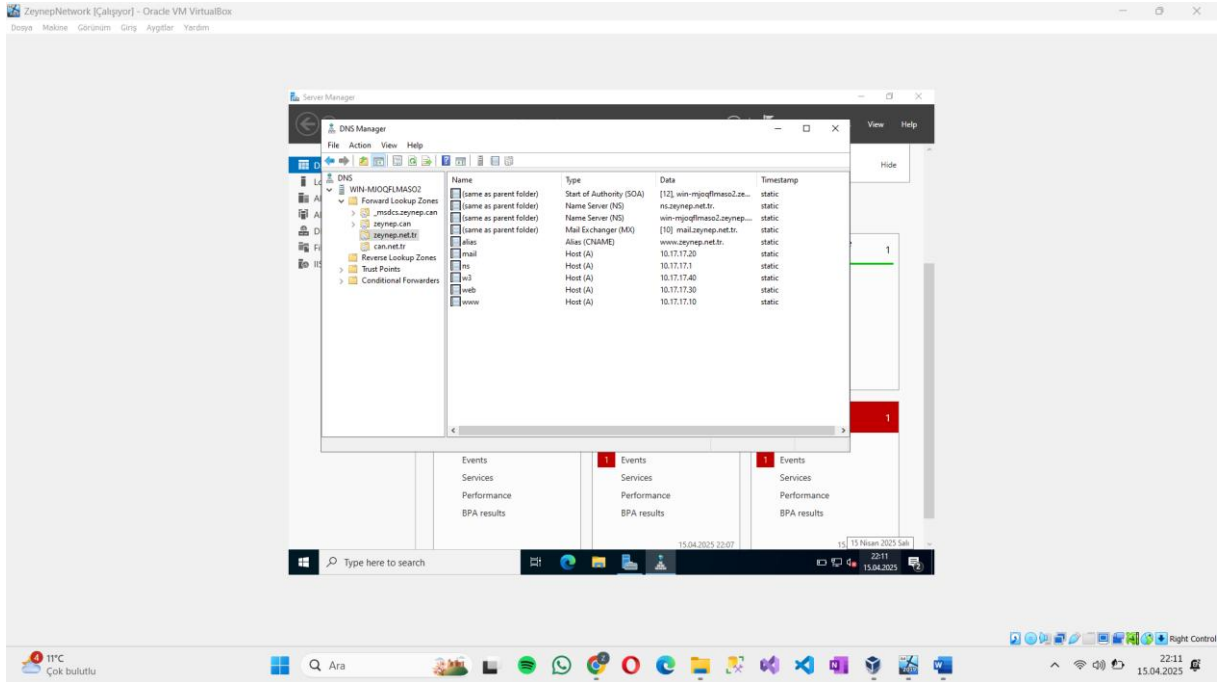 ZeynepNetwork [Çalışıyor] - Oracle VM VirtualBox
Dosya Makine Görünüm Giriş Aygıtlar Yardım
Server Manager
View Help
DNS Manager
File Action View Help
Hide
DNS
WIN-MJOQFLMASO2
Forward Lookup Zones
_msdcs.zeynep.can
zeynep.can
zeynep.net.tr
can.net.tr
Reverse Lookup Zones
Trust Points
Conditional Forwarders
Name Type Data Timestamp
(same as parent folder) Start of Authority (SOA) [12], win-mjoqflmaso2.ze... static
(same as parent folder) Name Server (NS) ns.zeynep.net.tr. static
(same as parent folder) Name Server (NS) win-mjoqflmaso2.zeynep.... static
(same as parent folder) Mail Exchanger (MX) [10] mail.zeynep.net.tr. static
alias Alias (CNAME) www.zeynep.net.tr. static
mail Host (A) 10.17.17.20 static
ns Host (A) 10.17.17.1 static
w3 Host (A) 10.17.17.40 static
web Host (A) 10.17.17.30 static
www Host (A) 10.17.17.10 static
1
1
Events 1 Events 1 Events
Services Services Services
Performance Performance Performance
BPA results BPA results BPA results
15.04.2025 22:07
15 Nisan 2025 Salı
Type here to search
22:11
15.04.2025
2
Right Control
4
11°C
Çok bulutlu
Ara
22:11
15.04.2025